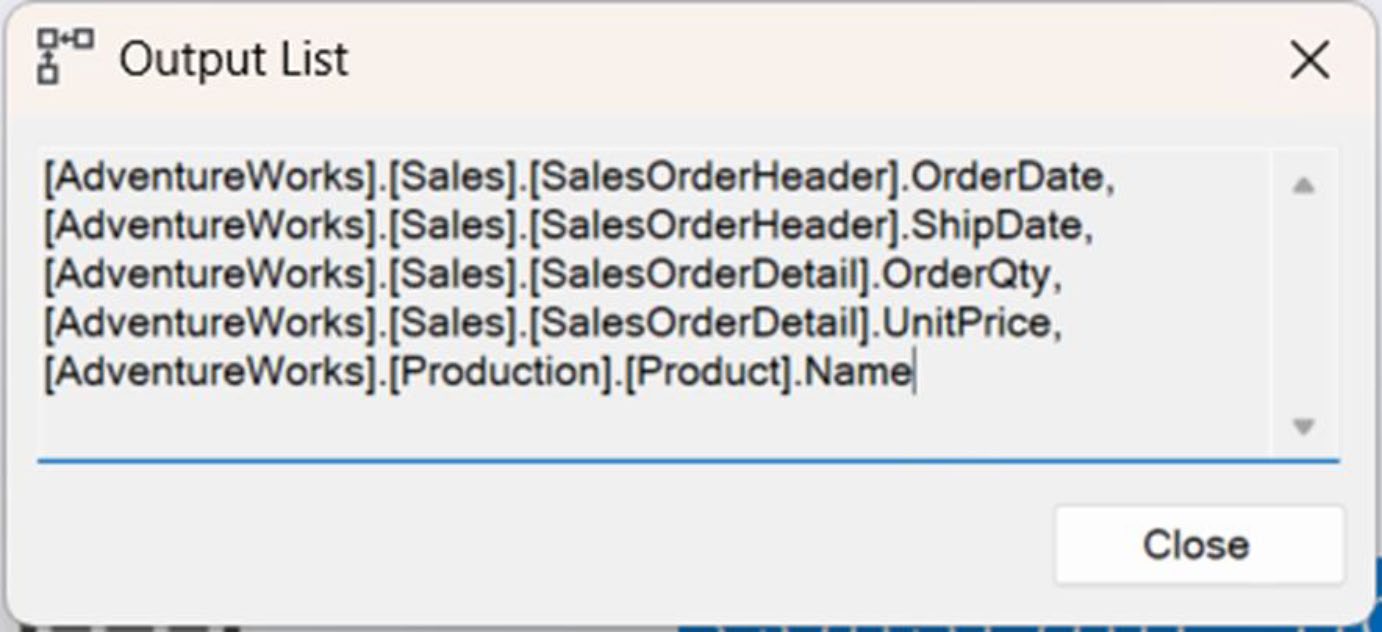 Output List
[AdventureWorks].[Sales].[SalesOrderHeader].OrderDate,
[AdventureWorks].[Sales].[SalesOrderHeader].ShipDate,
[AdventureWorks].[Sales].[SalesOrderDetail].OrderQty,
[AdventureWorks].[Sales].[SalesOrderDetail].UnitPrice,
[AdventureWorks].[Production].[Product].Name
Close